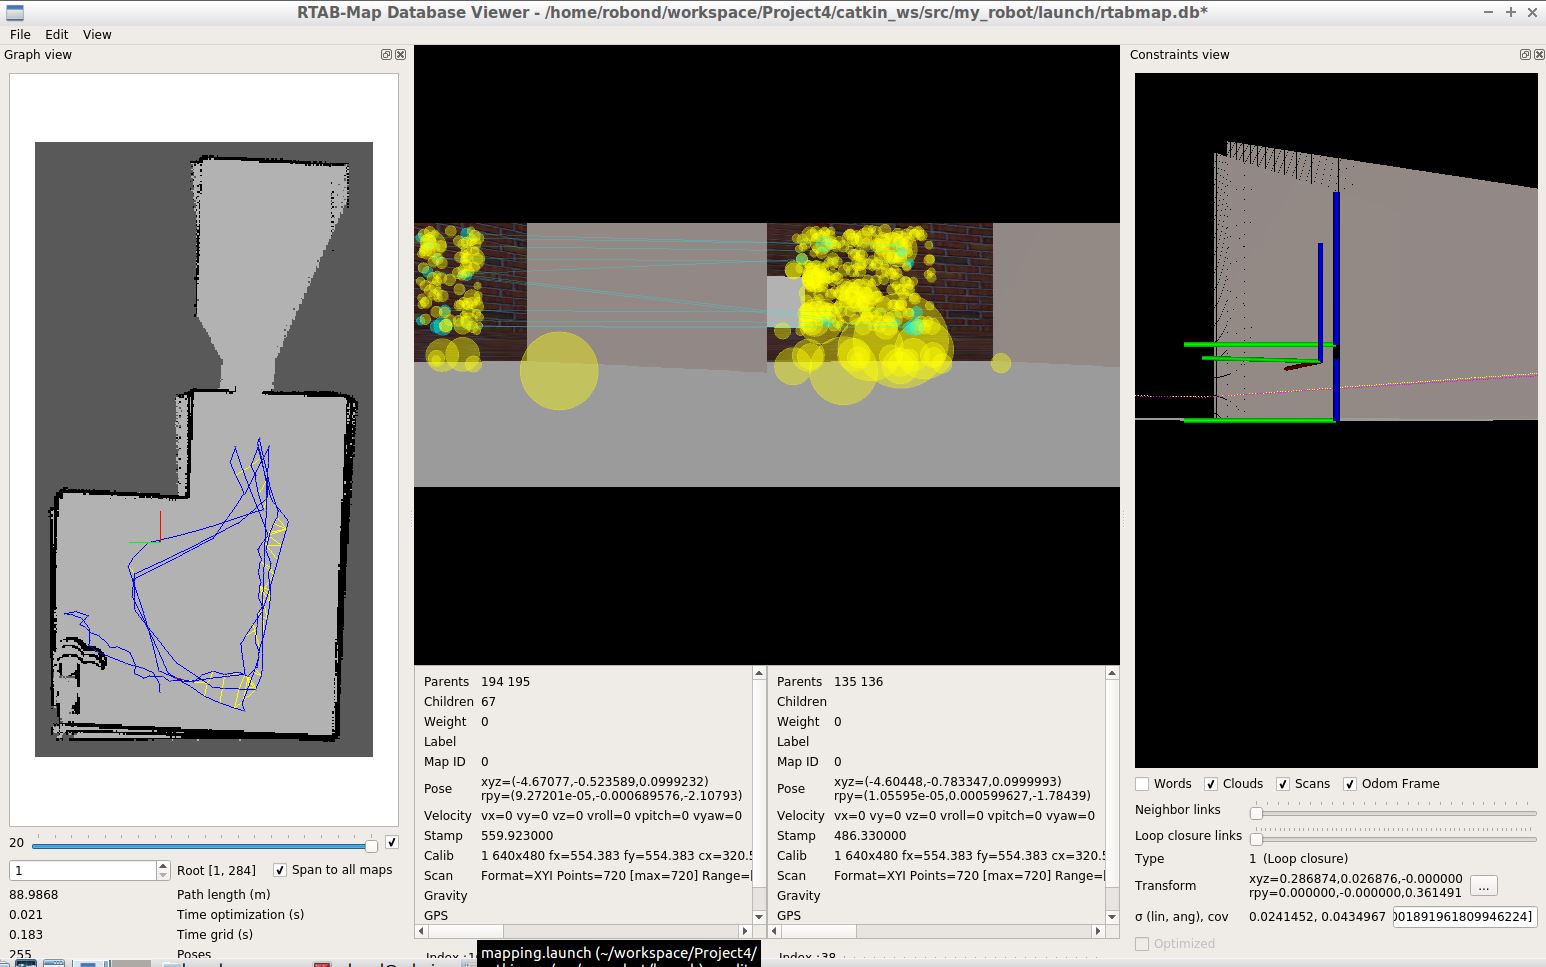 RTAB-Map Database Viewer - /home/robond/workspace/Project4/catkin_ws/src/my_robot/launch/rtabmap.db*
File Edit View
Graph view
Constraints view
20
1 Root [1, 284] Span to all maps
88.9868 Path length (m)
0.021 Time optimization (s)
0.183 Time grid (s)
255 Poses
Parents 194 195
Children 67
Weight 0
Label
Map ID 0
Pose xyz=(-4.67077,-0.523589,0.0999232)
rpy=(9.27201e-05,-0.000689576,-2.10793)
Velocity vx=0 vy=0 vz=0 vroll=0 vpitch=0 vyaw=0
Stamp 559.923000
Calib 1 640x480 fx=554.383 fy=554.383 cx=320.5
Scan Format=XYI Points=720 [max=720] Range=[
Gravity
GPS
Parents 135 136
Children
Weight 0
Label
Map ID 0
Pose xyz=(-4.60448,-0.783347,0.0999993)
rpy=(1.05595e-05,0.000599627,-1.78439)
Velocity vx=0 vy=0 vz=0 vroll=0 vpitch=0 vyaw=0
Stamp 486.330000
Calib 1 640x480 fx=554.383 fy=554.383 cx=320.5
Scan Format=XYI Points=720 [max=720] Range=[
Gravity
GPS
Words Clouds Scans Odom Frame
Neighbor links
Loop closure links
Type 1 (Loop closure)
Transform xyz=0.286874,0.026876,-0.000000
rpy=0.000000,-0.000000,0.361491 ...
σ (lin, ang), cov 0.0241452, 0.0434967 0018919618099462 24]
Optimized
mapping.launch (~/workspace/Project4/